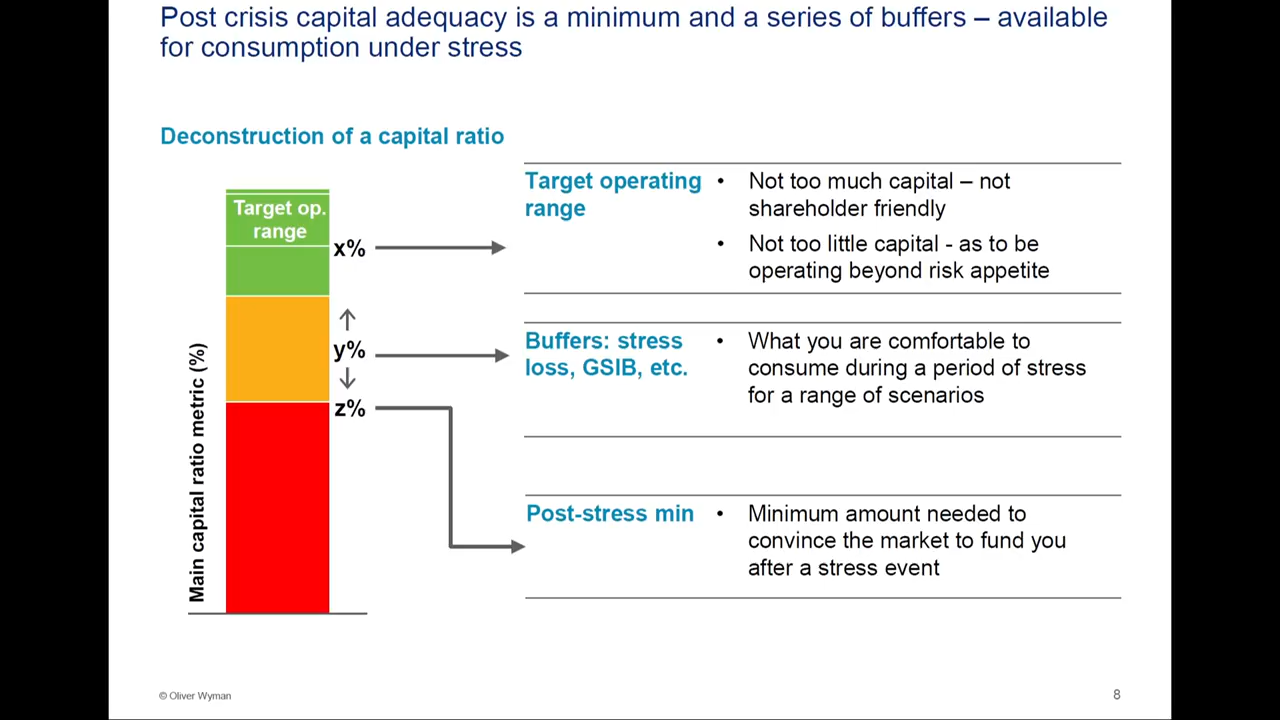 Post crisis capital adequacy is a minimum and a series of buffers – available
for consumption under stress
Deconstruction of a capital ratio
Main capital ratio metric (%)
Target op.
range
x%
y%
z%
Target operating
range
• Not too much capital – not
shareholder friendly
• Not too little capital - as to be
operating beyond risk appetite
Buffers: stress
loss, GSIB, etc.
• What you are comfortable to
consume during a period of stress
for a range of scenarios
Post-stress min
• Minimum amount needed to
convince the market to fund you
after a stress event
© Oliver Wyman
8